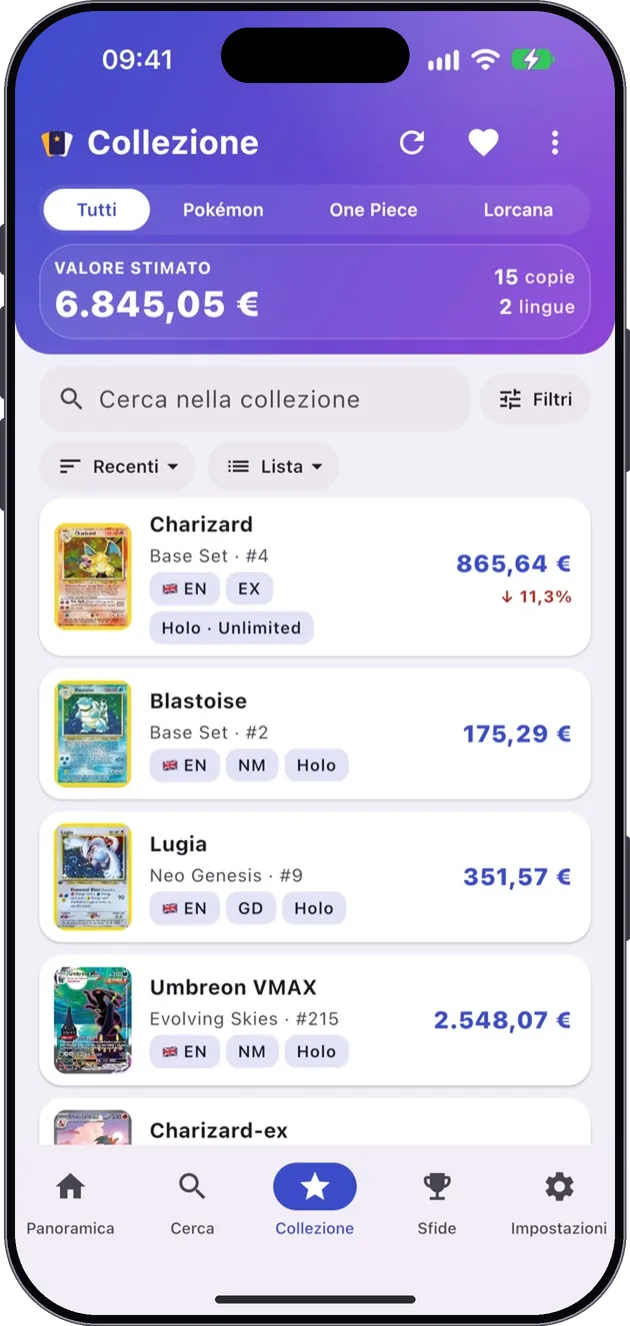 09:41
Collezione
Tutti Pokémon One Piece Lorcana
VALORE STIMATO
6.845,05 €
15 copie
2 lingue
Cerca nella collezione
Filtri
Recenti
Lista
Charizard
Base Set · #4
EN EX
Holo · Unlimited
865,64 €
↓ 11,3%
Blastoise
Base Set · #2
EN NM Holo
175,29 €
Lugia
Neo Genesis · #9
EN GD Holo
351,57 €
Umbreon VMAX
Evolving Skies · #215
EN NM Holo
2.548,07 €
Charizard-ex
Panoramica Cerca Collezione Sfide Impostazioni